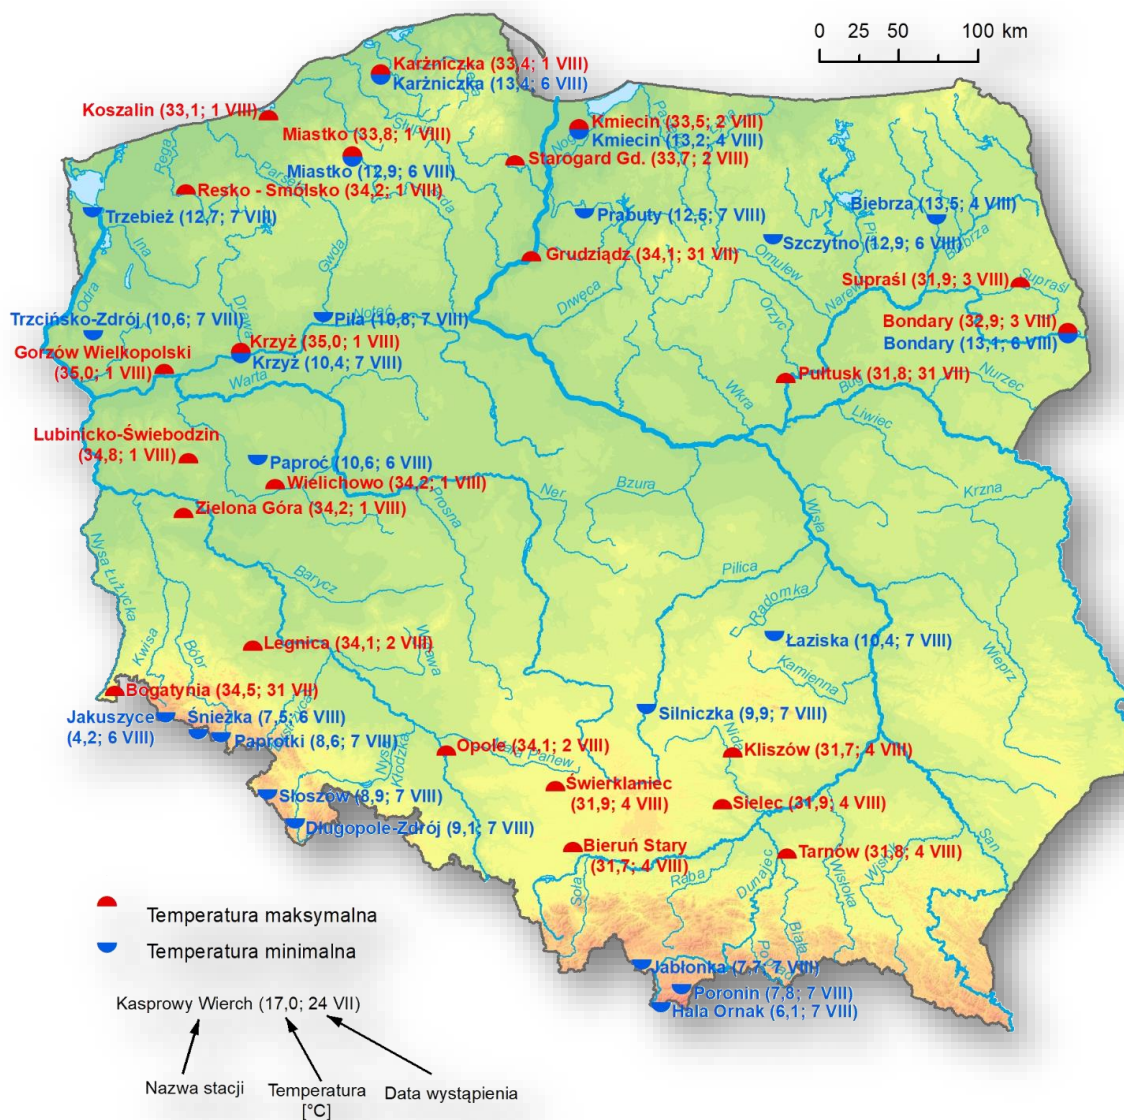 0 25 50 100 km
Karżniczka (33,4; 1 VIII)
Karżniczka (13,4; 6 VIII)
Koszalin (33,1; 1 VIII)
Miastko (33,8; 1 VIII)
Miastko (12,9; 6 VIII)
Kmiecin (33,5; 2 VIII)
Kmiecin (13,2; 4 VIII)
Starogard Gd. (33,7; 2 VIII)
Resko - Smólsko (34,2; 1 VIII)
Trzebież (12,7; 7 VIII)
Prabuty (12,5; 7 VIII)
Biebrza (13,5; 4 VIII)
Szczytno (12,9; 6 VIII)
Grudziądz (34,1; 31 VII)
Supraśl (31,9; 3 VIII)
Trzcińsko-Zdrój (10,6; 7 VIII)
Piła (10,8; 7 VIII)
Bondary (32,9; 3 VIII)
Bondary (13,1; 6 VIII)
Krzyż (35,0; 1 VIII)
Krzyż (10,4; 7 VIII)
Gorzów Wielkopolski
(35,0; 1 VIII)
Pułtusk (31,8; 31 VII)
Lubinicko-Świebodzin
(34,8; 1 VIII)
Paproć (10,6; 6 VIII)
Wielichowo (34,2; 1 VIII)
Zielona Góra (34,2; 1 VIII)
Legnica (34,1; 2 VIII)
Łaziska (10,4; 7 VIII)
Bogatynia (34,5; 31 VII)
Jakuszyce
(4,2; 6 VIII)
Śnieżka (7,5; 6 VIII)
Paprotki (8,6; 7 VIII)
Silniczka (9,9; 7 VIII)
Opole (34,1; 2 VIII)
Kliszów (31,7; 4 VIII)
Świerklaniec
(31,9; 4 VIII)
Słoszów (8,9; 7 VIII)
Sielec (31,9; 4 VIII)
Długopole-Zdrój (9,1; 7 VIII)
Bieruń Stary
(31,7; 4 VIII)
Tarnów (31,8; 4 VIII)
Jabłonka (7,7; 7 VIII)
Poronin (7,8; 7 VIII)
Hala Ornak (6,1; 7 VIII)
Rega
Parsęta
Łeba
Ina
Gwda
Odra
Drawa
Noteć
Warta
Drwęca
Omulew
Orzyc
Narew
Biebrza
Supraśl
Wkra
Bug
Nurzec
Liwiec
Krzna
Bzura
Ner
Prosna
Wisła
Pilica
Radomka
Kamienna
Wieprz
Barycz
Nysa Łużycka
Kwisa
Bóbr
Widawa
Nysa
Kłodzka
Mała Panew
Nida
Soła
Raba
Dunajec
Poprad
Biała
Wisłoka
Wisłok
San
Temperatura maksymalna
Temperatura minimalna
Kasprowy Wierch (17,0; 24 VII)
Nazwa stacji
Temperatura
[°C]
Data wystąpienia